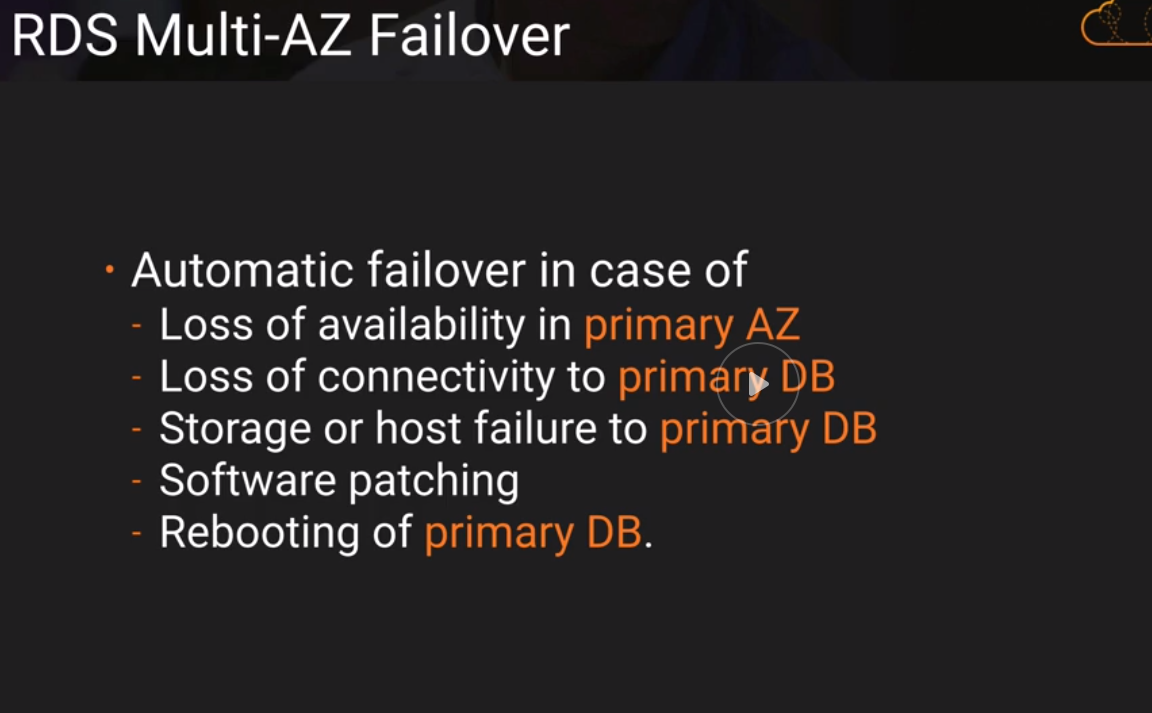 RDS Multi-AZ Failover
• Automatic failover in case of
- Loss of availability in primary AZ
- Loss of connectivity to primary DB
- Storage or host failure to primary DB
- Software patching
- Rebooting of primary DB.